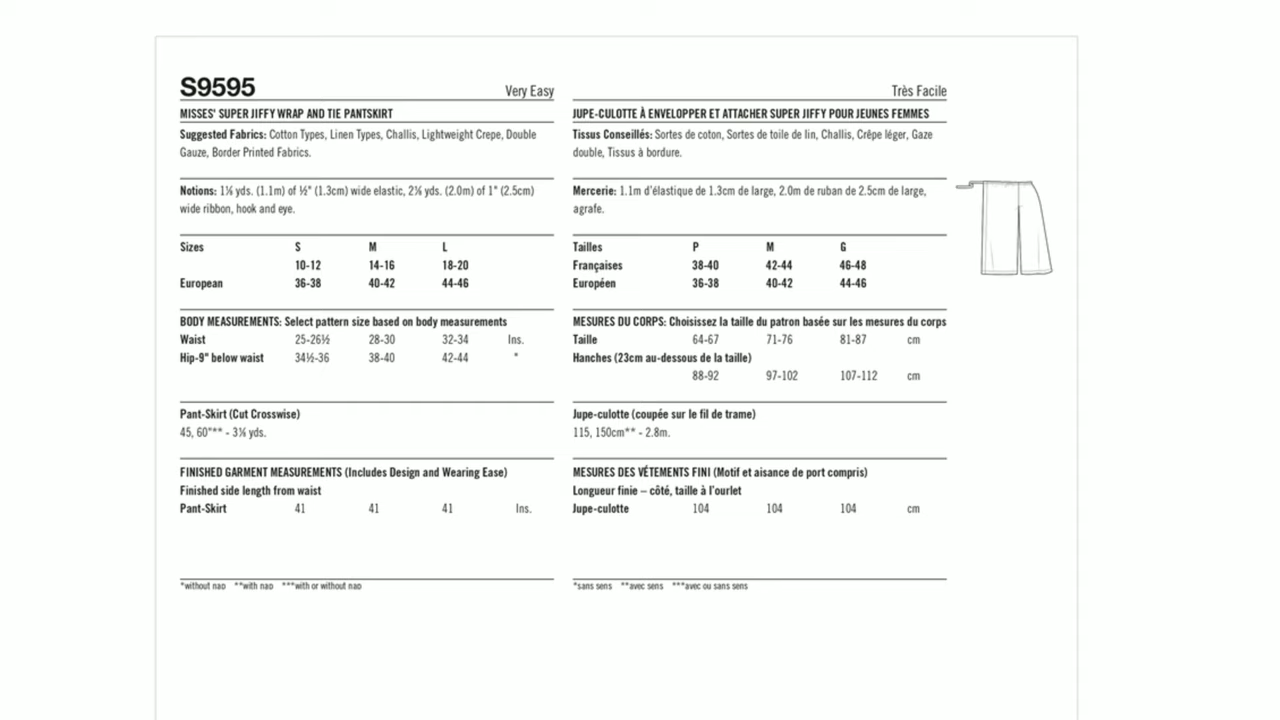 S9595 Very Easy
MISSES' SUPER JIFFY WRAP AND TIE PANTSKIRT
Suggested Fabrics: Cotton Types, Linen Types, Challis, Lightweight Crepe, Double
Gauze, Border Printed Fabrics.
Notions: yds. (1.1m) of ½" (1.3cm) wide elastic, yds. (2.0m) of 1" (2.5cm)
wide ribbon, hook and eye.
Sizes S M L
10-12 14-16 18-20
European 36-38 40-42 44-46
BODY MEASUREMENTS: Select pattern size based on body measurements
Waist 25-26½ 28-30 32-34 Ins.
Hip-9" below waist 34½-36 38-40 42-44 "
Pant-Skirt (Cut Crosswise)
45, 60"** - yds.
FINISHED GARMENT MEASUREMENTS (Includes Design and Wearing Ease)
Finished side length from waist
Pant-Skirt 41 41 41 Ins.
*without nap **with nap ***with or without nap
Très Facile
JUPE-CULOTTE À ENVELOPPER ET ATTACHER SUPER JIFFY POUR JEUNES FEMMES
Tissus Conseillés: Sortes de coton, Sortes de toile de lin, Challis, Crêpe léger, Gaze
double, Tissus à bordure.
Mercerie: 1.1m d'élastique de 1.3cm de large, 2.0m de ruban de 2.5cm de large,
agrafe.
Tailles P M G
Françaises 38-40 42-44 46-48
Européen 36-38 40-42 44-46
MESURES DU CORPS: Choisissez la taille du patron basée sur les mesures du corps
Taille 64-67 71-76 81-87 cm
Hanches (23cm au-dessous de la taille)
88-92 97-102 107-112 cm
Jupe-culotte (coupée sur le fil de trame)
115, 150cm** - 2.8m.
MESURES DES VÉTEMENTS FINI (Motif et aisance de port compris)
Longueur finie – côté, taille à l'ourlet
Jupe-culotte 104 104 104 cm
*sans sens **avec sens ***avec ou sans sens